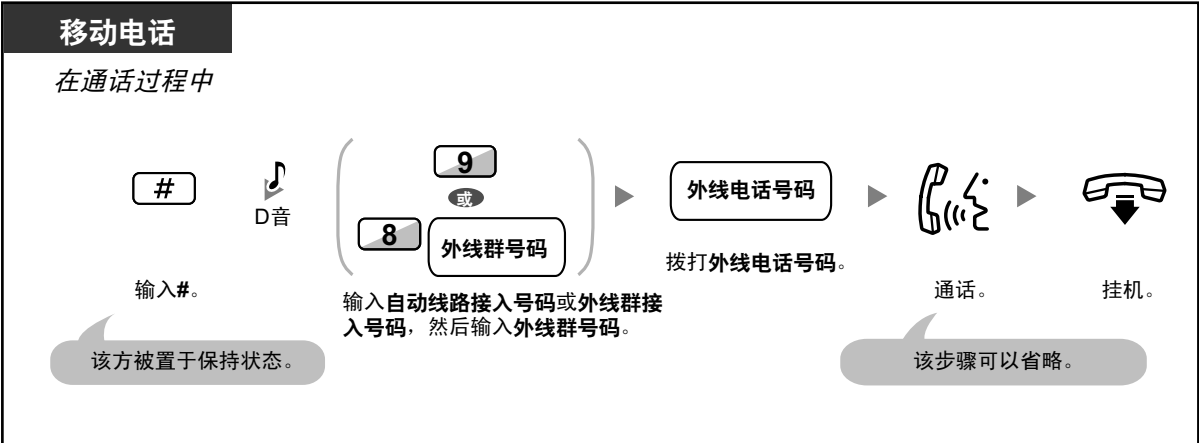 移动电话
在通话过程中
#
D音
9
或
8
外线群号码
外线电话号码
输入#。
输入自动线路接入号码或外线群接
入号码，然后输入外线群号码。
拨打外线电话号码。
通话。
挂机。
该方被置于保持状态。
该步骤可以省略。